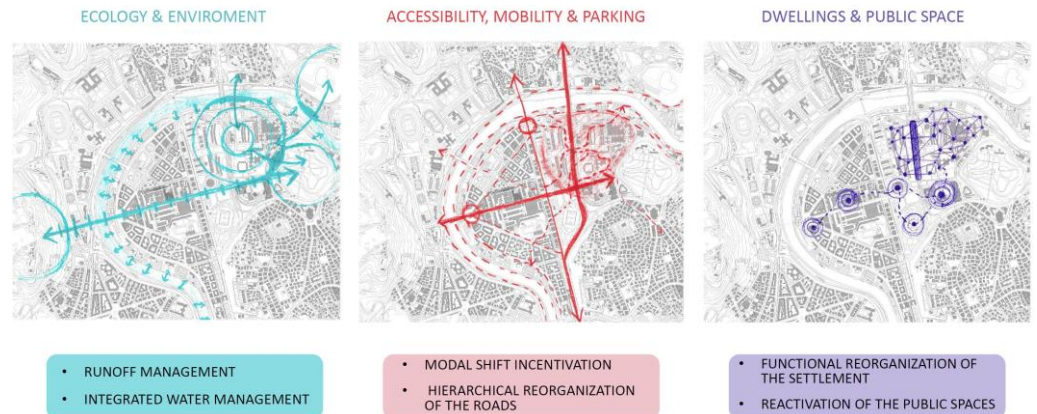 ECOLOGY & ENVIROMENT
ACCESSIBILITY, MOBILITY & PARKING
DWELLINGS & PUBLIC SPACE
• RUNOFF MANAGEMENT
• INTEGRATED WATER MANAGEMENT
• MODAL SHIFT INCENTIVATION
• HIERARCHICAL REORGANIZATION
OF THE ROADS
• FUNCTIONAL REORGANIZATION OF
THE SETTLEMENT
• REACTIVATION OF THE PUBLIC SPACES